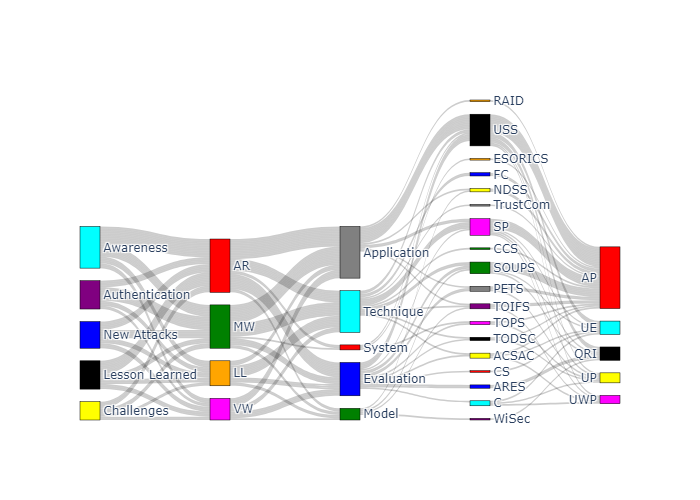 Awareness
Authentication
New Attacks
Lesson Learned
Challenges
AR
MW
LL
VW
Application
Technique
System
Evaluation
Model
RAID
USS
ESORICS
FC
NDSS
TrustCom
SP
CCS
SOUPS
PETS
TOIFS
TOPS
TODSC
ACSAC
CS
ARES
C
WiSec
AP
UE
QRI
UP
UWP